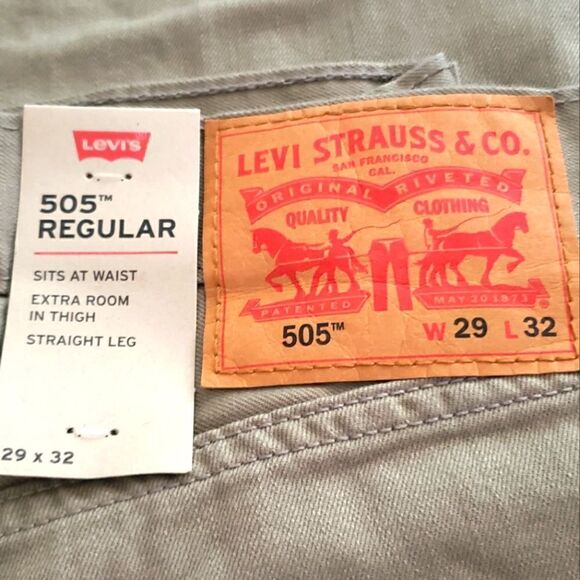 Levi's
505™
REGULAR
SITS AT WAIST
EXTRA ROOM
IN THIGH
STRAIGHT LEG
29 x 32
LEVI STRAUSS & CO.
SAN FRANCISCO
CAL.
ORIGINAL RIVETED
QUALITY CLOTHING
PATENTED MAY 20 1873
505™ W 29 L 32